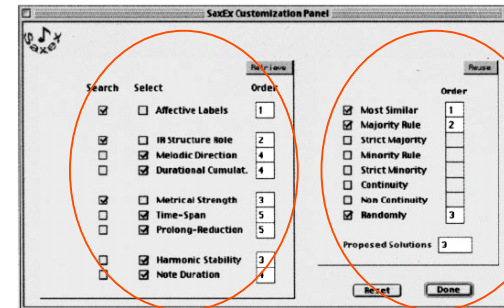 SaxEx Customization Panel
SaxEx
Retrieve
Search Select Order
Affective Labels 1
IR Structure Role 2
Melodic Direction 4
Durational Cumulat. 4
Metrical Strength 3
Time-Span 5
Prolong-Reduction 5
Harmonic Stability 3
Note Duration 4
Reuse
Order
Most Similar 1
Majority Rule 2
Strict Majority
Minority Rule
Strict Minority
Continuity
Non Continuity
Randomly 3
Proposed Solutions 3
Reset Done